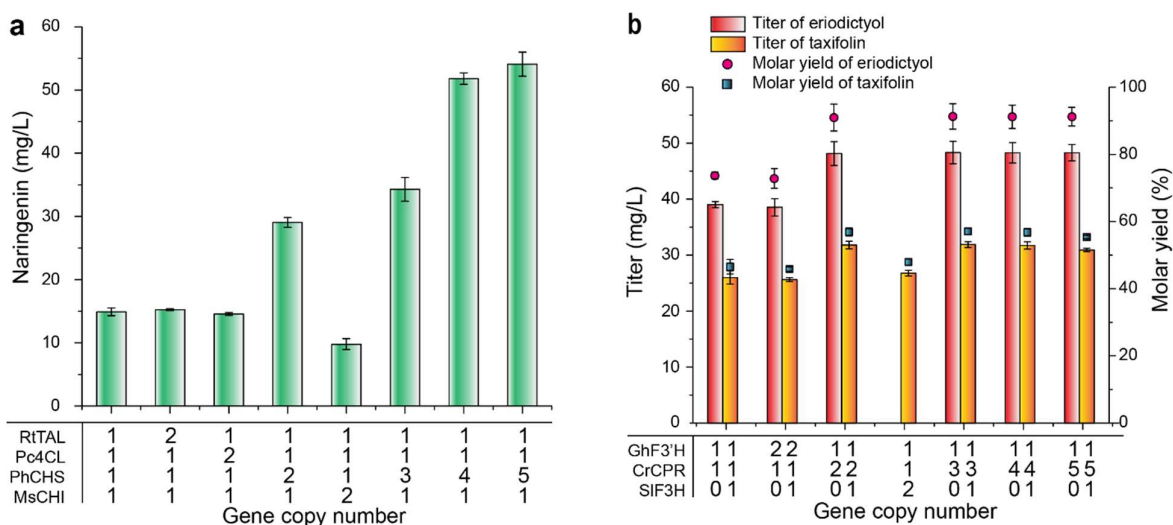 a
Naringenin (mg/L)
60
50
40
30
20
10
0
RtTAL 1 2 1 1 1 1 1 1
Pc4CL 1 1 2 1 1 1 1 1
PhCHS 1 1 1 2 1 3 4 5
MsCHI 1 1 1 1 2 1 1 1
Gene copy number
b
Titer of eriodictyol
Titer of taxifolin
Molar yield of eriodictyol
Molar yield of taxifolin
Titer (mg/L)
60
50
40
30
20
10
0
100
80
60
40
20
0
Molar yield (%)
GhF3'H 1 1 2 2 1 1 1 1 1 1 1 1 1
CrCPR 1 1 1 1 2 2 1 3 3 4 4 5 5
SlF3H 0 1 0 1 0 1 2 0 1 0 1 0 1
Gene copy number